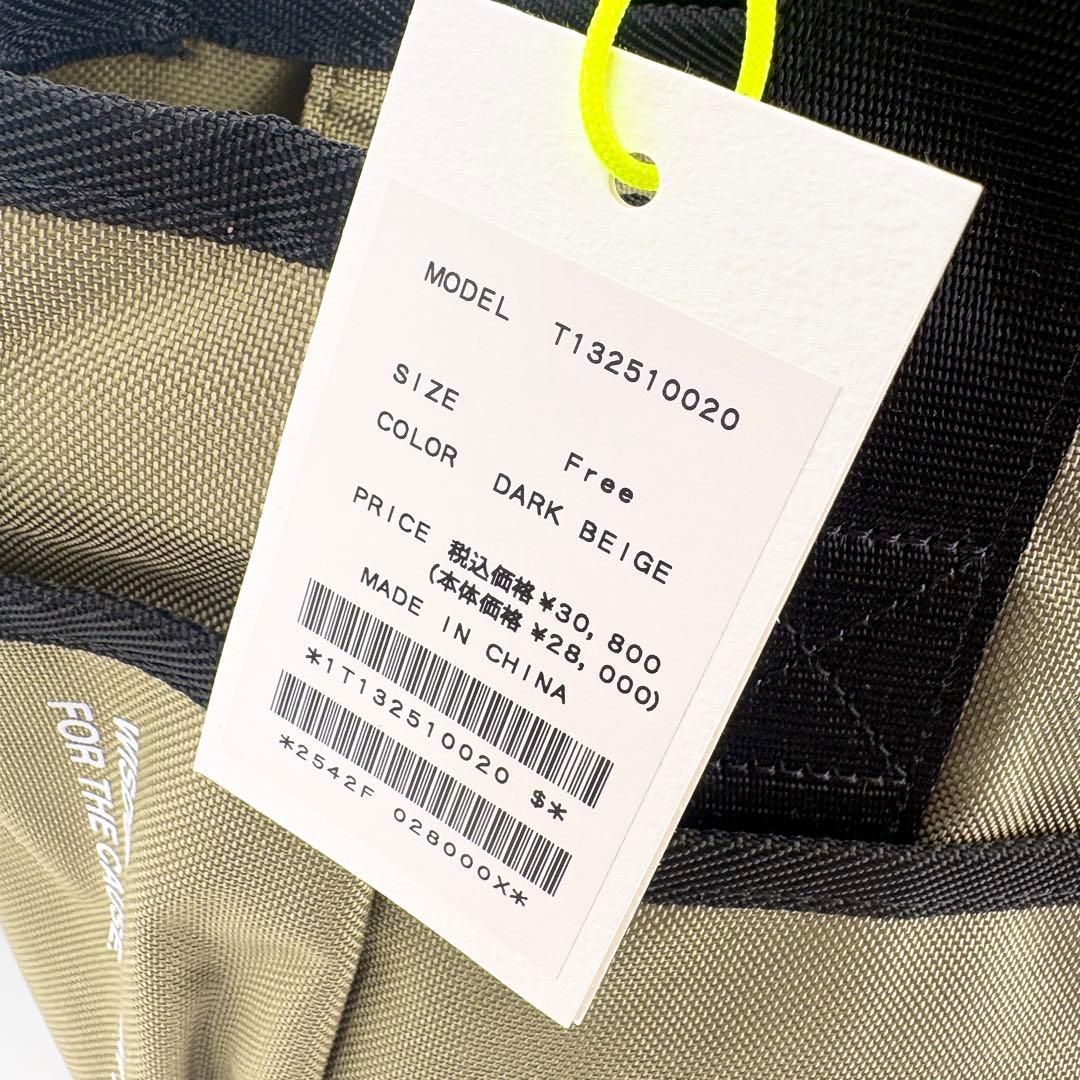 MODEL T132510020
SIZE Free
COLOR DARK BEIGE
PRICE 税込価格 ¥30,800
(本体価格 ¥28,000)
MADE IN CHINA
*1T132510020 $*
*2542F 028000X*
FOR THE CAUSE